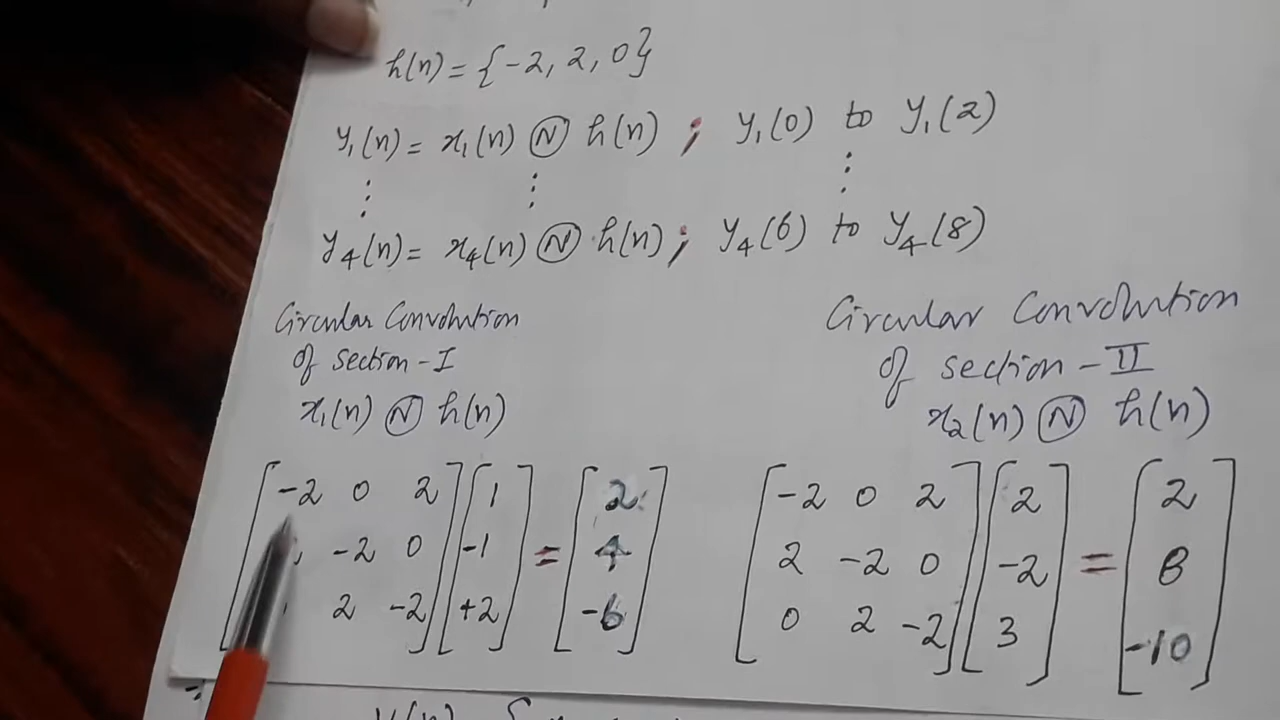 h(n) = {-2, 2, 0}
y₁(n) = x₁(n) Ⓝ h(n) ; y₁(0) to y₁(2)
⋮ ⋮ ⋮
y₄(n) = x₄(n) Ⓝ h(n) ; y₄(6) to y₄(8)
Circular Convolution
of section - I
x₁(n) Ⓝ h(n)
Circular Convolution
of section - II
x₂(n) Ⓝ h(n)
[-2 0 2] [1] = [2]
[-2 0] [-1] [4]
[2 -2] [+2] [-6]
[-2 0 2] [2] = [2]
[2 -2 0] [-2] [8]
[0 2 -2] [3] [-10]